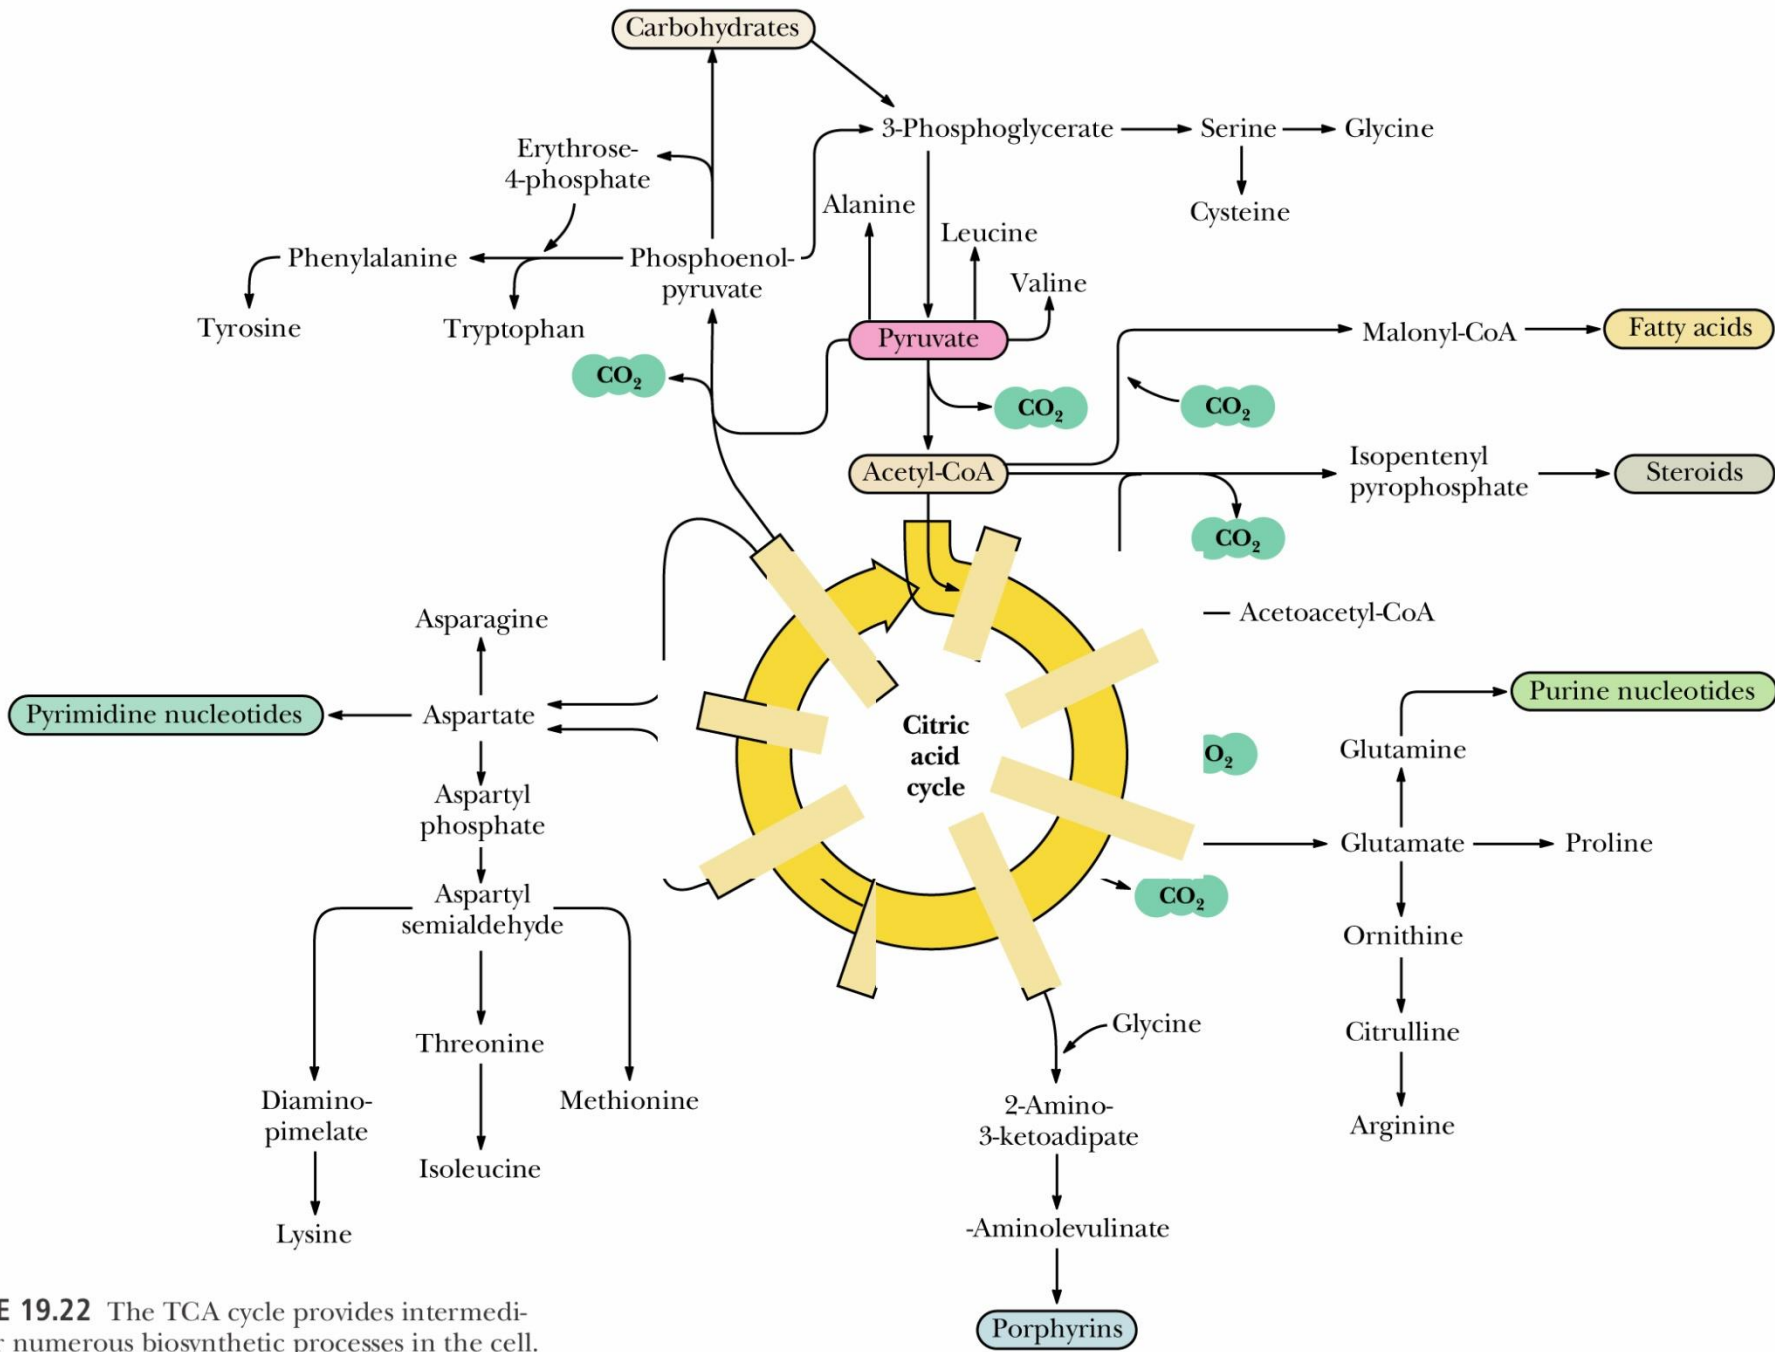 Carbohydrates
3-Phosphoglycerate
Serine
Glycine
Erythrose-
4-phosphate
Alanine
Cysteine
Leucine
Phenylalanine
Phosphoenol-
pyruvate
Valine
Tyrosine
Tryptophan
Pyruvate
Malonyl-CoA
Fatty acids
CO2
CO2
CO2
Acetyl-CoA
Isopentenyl
pyrophosphate
Steroids
CO2
Asparagine
Acetoacetyl-CoA
Pyrimidine nucleotides
Aspartate
Citric
acid
cycle
Purine nucleotides
O2
Glutamine
Aspartyl
phosphate
Glutamate
Proline
Aspartyl
semialdehyde
CO2
Ornithine
Threonine
Glycine
Citrulline
Diamino-
pimelate
Methionine
2-Amino-
3-ketoadipate
Arginine
Isoleucine
Lysine
-Aminolevulinate
Porphyrins
E 19.22 The TCA cycle provides intermedi-
r numerous biosynthetic processes in the cell.